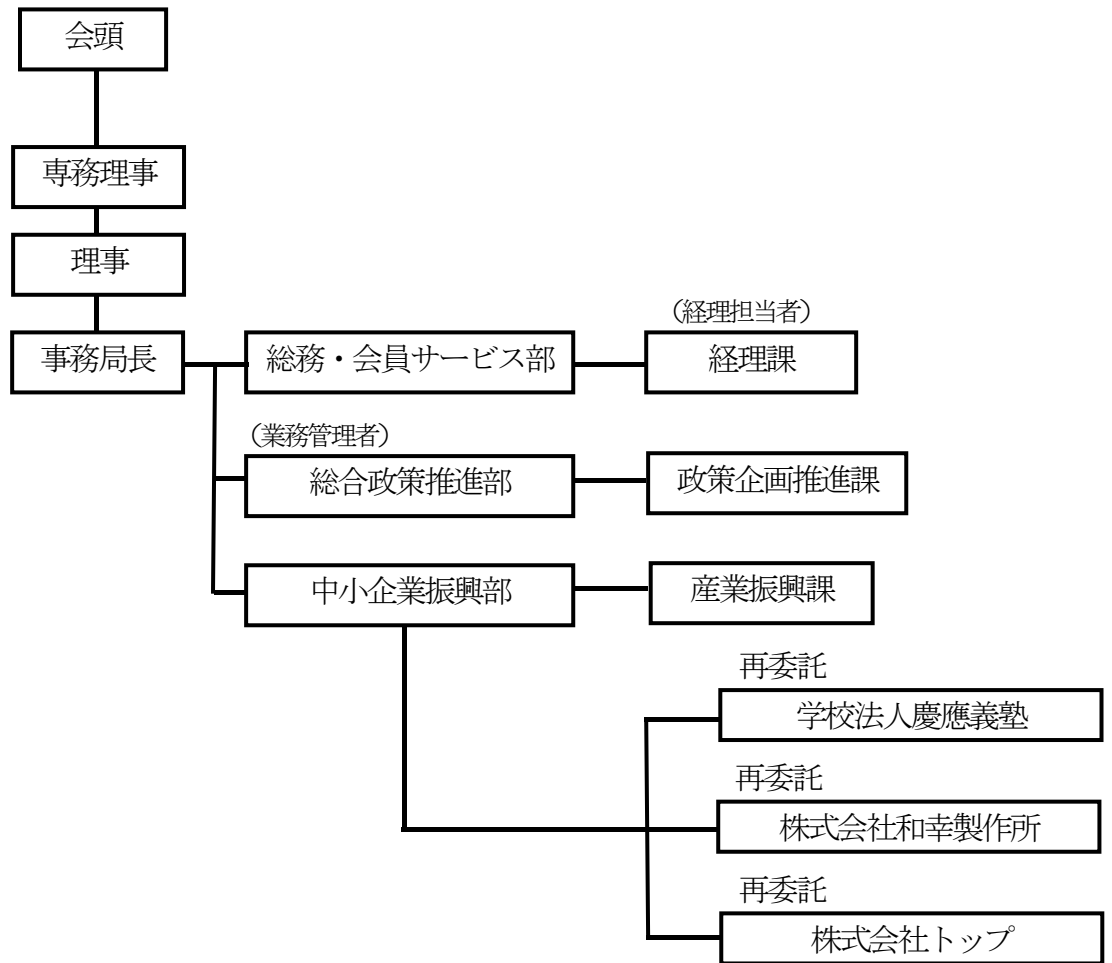 会頭
専務理事
理事
(経理担当者)
事務局長
総務・会員サービス部
経理課
(業務管理者)
総合政策推進部
政策企画推進課
中小企業振興部
産業振興課
再委託
学校法人慶應義塾
再委託
株式会社和幸製作所
再委託
株式会社トップ